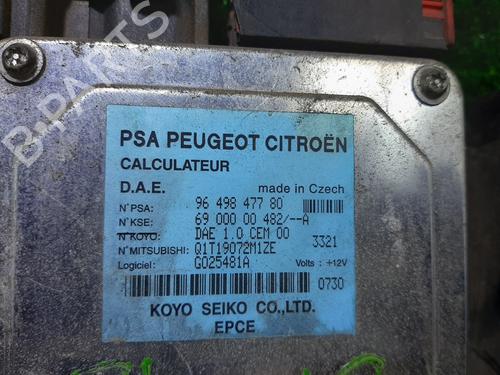 PSA PEUGEOT CITROËN
CALCULATEUR
D.A.E. made in Czech
N°PSA: 96 498 477 80
N°KSE: 69 000 00 482/--A
N°KOYO: DAE 1.0 CEM 00 3321
N°MITSUBISHI: Q1T19072M1ZE
Logiciel: G025481A Volts : +12V
0730
KOYO SEIKO CO.,LTD.
EPCE
B-PARTS